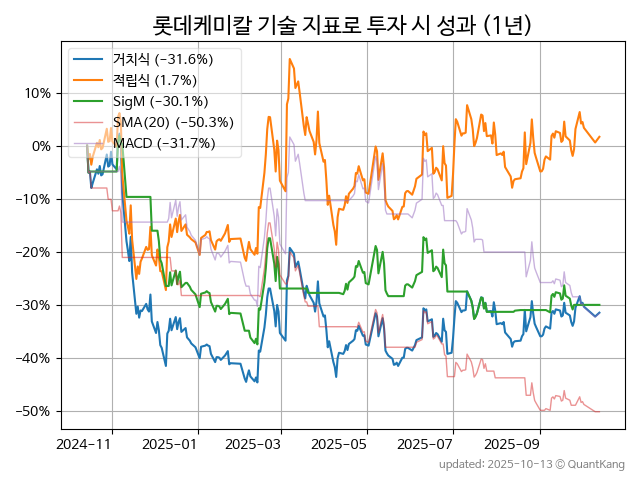 롯데케미칼 기술 지표로 투자 시 성과 (1년)
거치식 (−31.6%)
적립식 (1.7%)
SigM (−30.1%)
SMA(20) (−50.3%)
MACD (−31.7%)
10%
0%
−10%
−20%
−30%
−40%
−50%
2024-11 2025-01 2025-03 2025-05 2025-07 2025-09
updated: 2025-10-13 ⓒ QuantKang